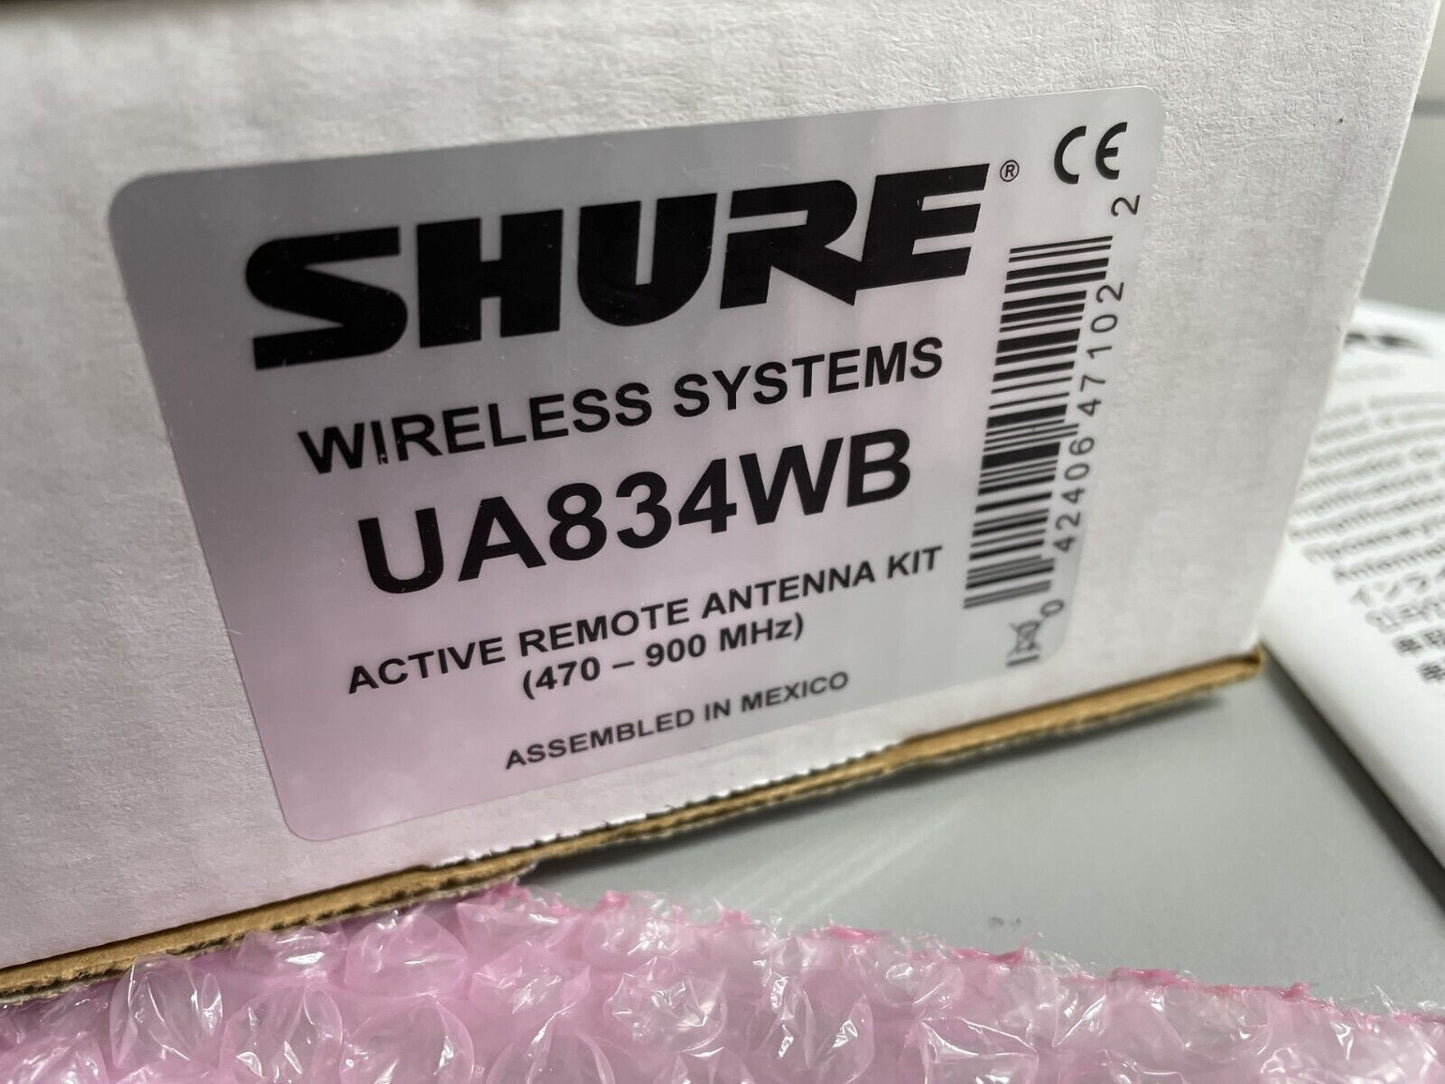 SHURE®
CE
WIRELESS SYSTEMS
UA834WB
ACTIVE REMOTE ANTENNA KIT
(470 – 900 MHz)
ASSEMBLED IN MEXICO
0 42406 47102 2